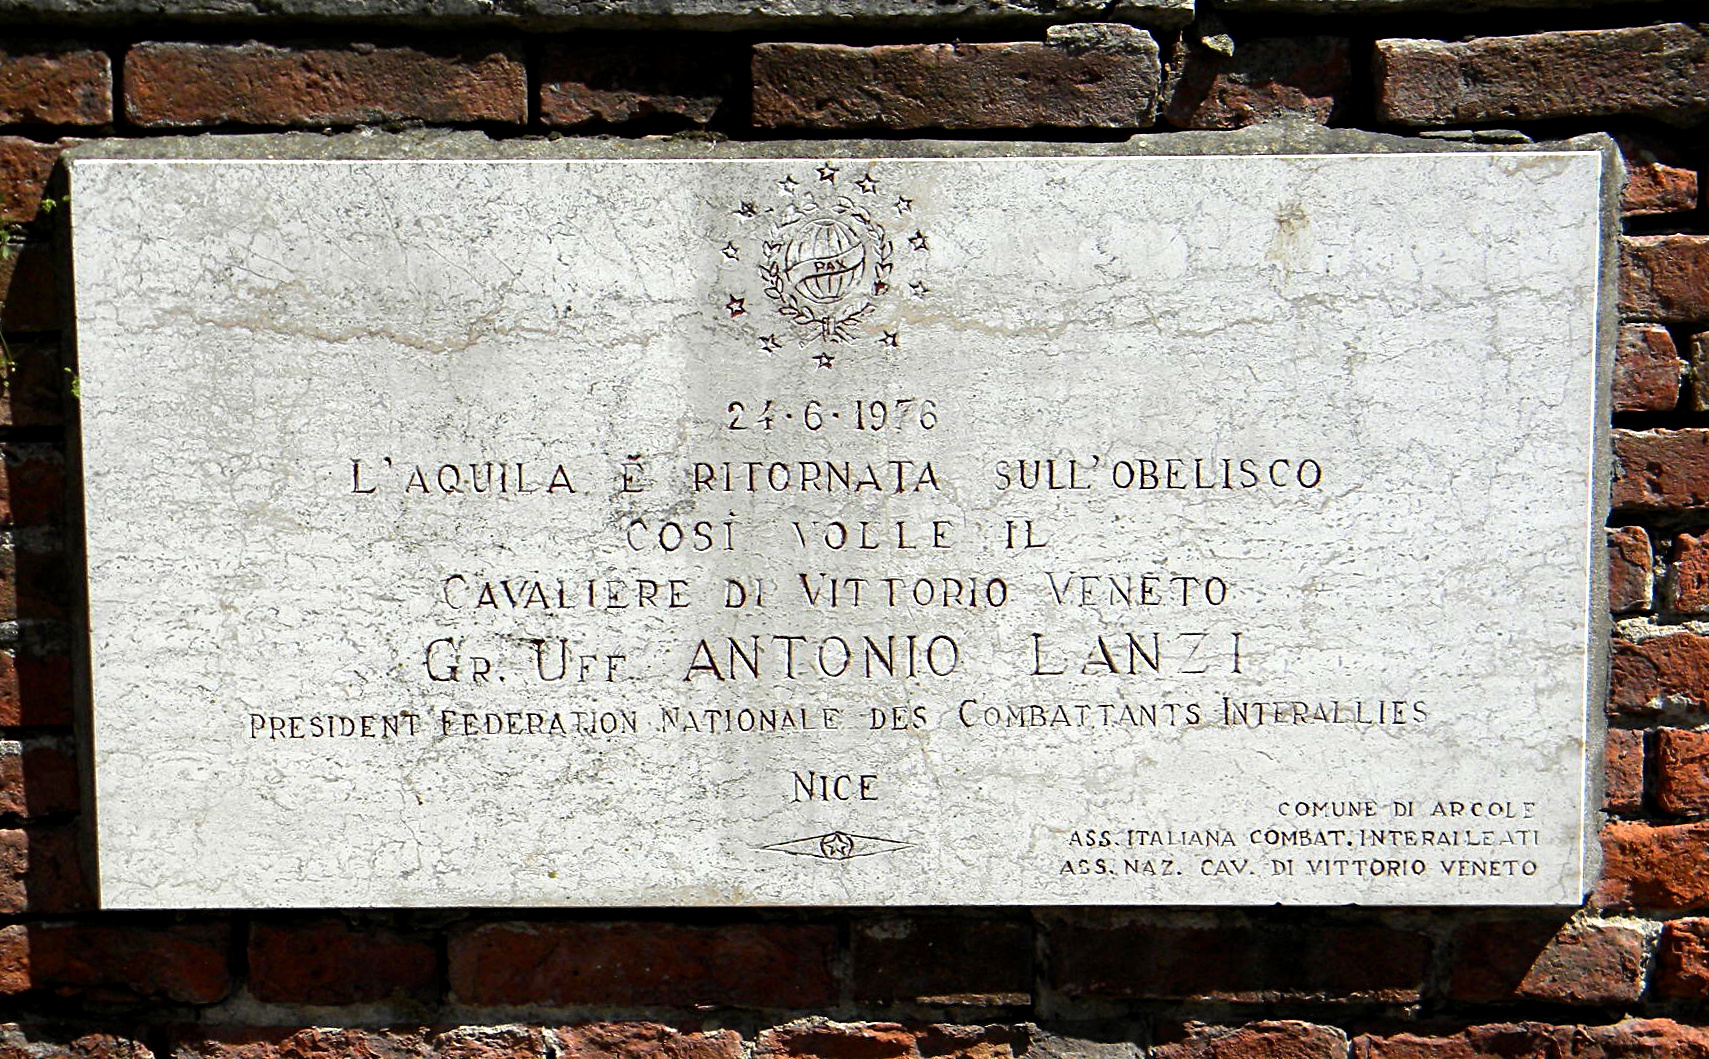 PAX
24·6·1976
L'AQUILA È RITORNATA SULL'OBELISCO
COSÌ VOLLE IL
CAVALIERE DI VITTORIO VENETO
GR. UFF. ANTONIO LANZI
PRESIDENT FEDERATION NATIONALE DES COMBATTANTS INTERALLIES
NICE
COMUNE DI ARCOLE
ASS. ITALIANA COMBAT. INTERALLEATI
ASS. NAZ. CAV. DI VITTORIO VENETO